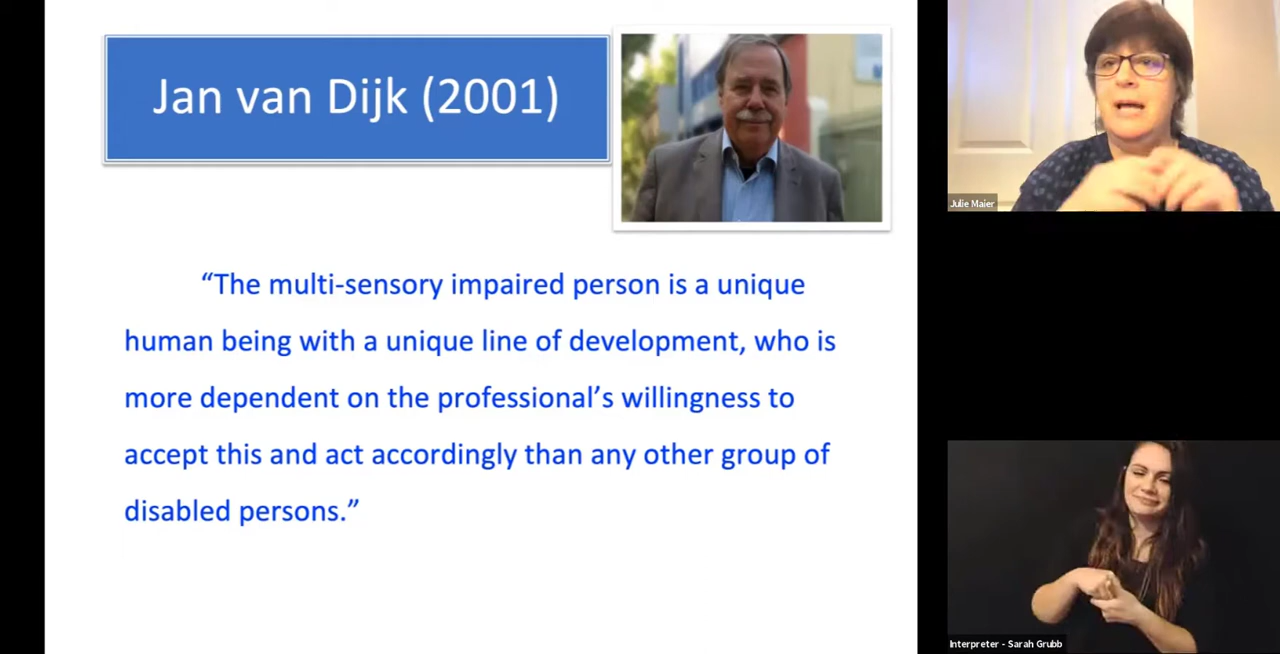 Jan van Dijk (2001)
“The multi-sensory impaired person is a unique
human being with a unique line of development, who is
more dependent on the professional’s willingness to
accept this and act accordingly than any other group of
disabled persons.”
Julie Maier
Interpreter - Sarah Grubb